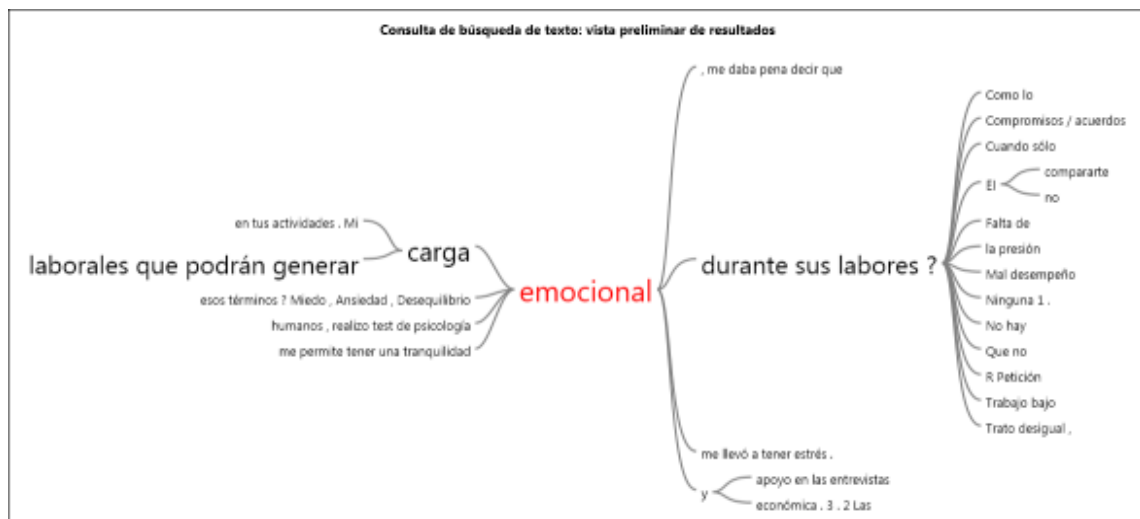 Consulta de búsqueda de texto: vista preliminar de resultados
en tus actividades . Mi
laborales que podrán generar
carga
esos términos ? Miedo , Ansiedad , Desequilibrio
humanos , realizo test de psicología
me permite tener una tranquilidad
emocional
, me daba pena decir que
durante sus labores ?
Como lo
Compromisos / acuerdos
Cuando sólo
El
compararte
no
Falta de
la presión
Mal desempeño
Ninguna 1 .
No hay
Que no
R Petición
Trabajo bajo
Trato desigual ,
me llevó a tener estrés .
y
apoyo en las entrevistas
económica . 3 . 2 Las